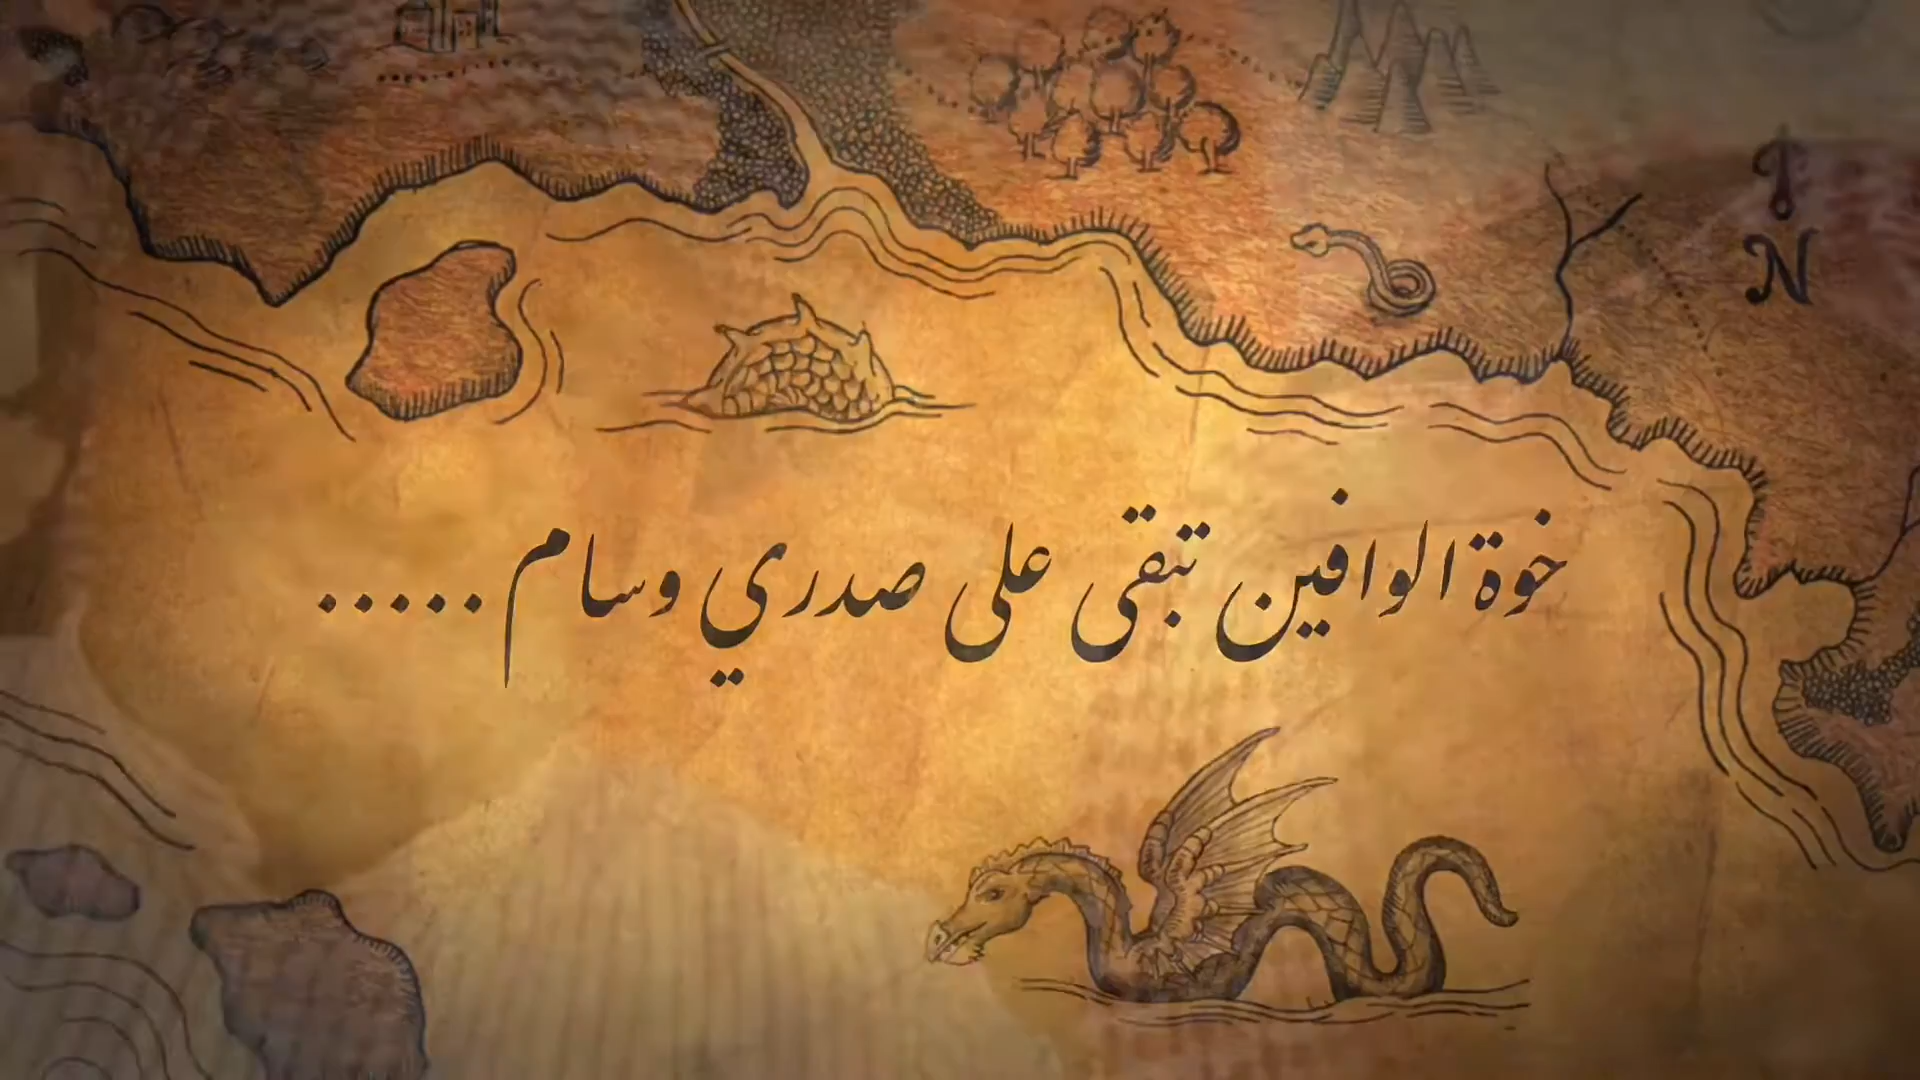 خوة الوافين تبقى على صدري وسام .....
N